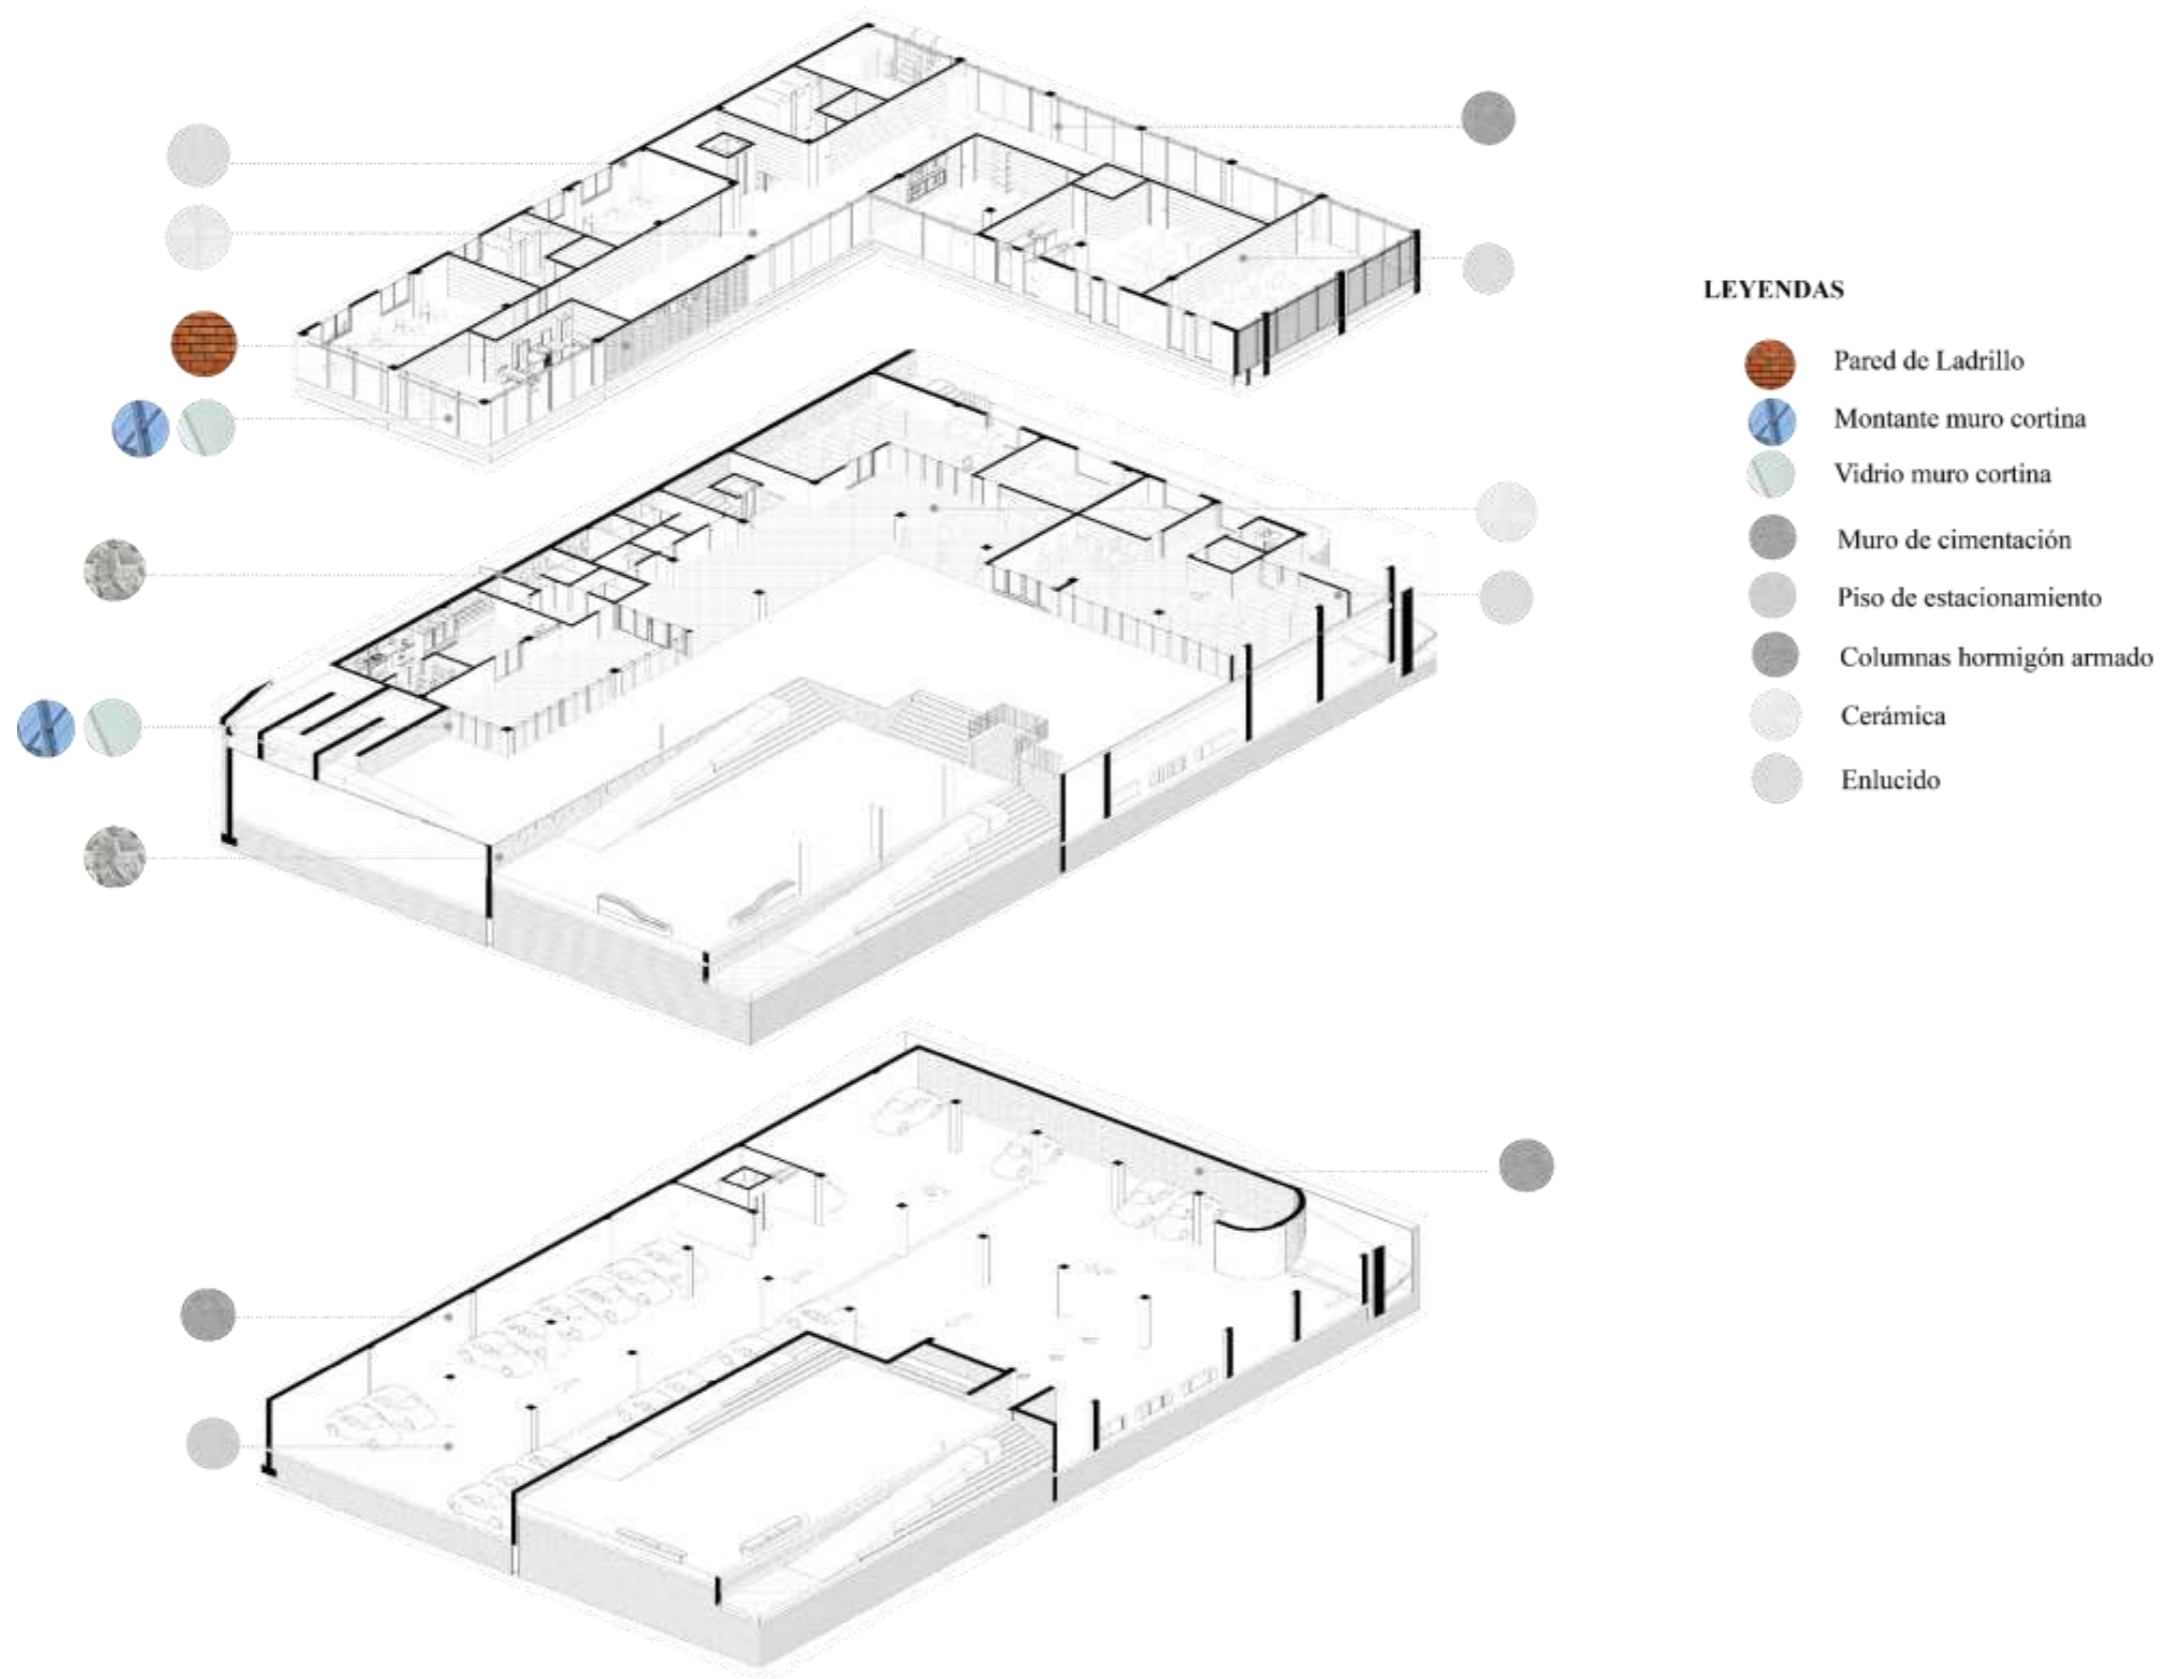 LEYENDAS
Pared de Ladrillo
Montante muro cortina
Vidrio muro cortina
Muro de cimentación
Piso de estacionamiento
Columnas hormigón armado
Cerámica
Enlucido